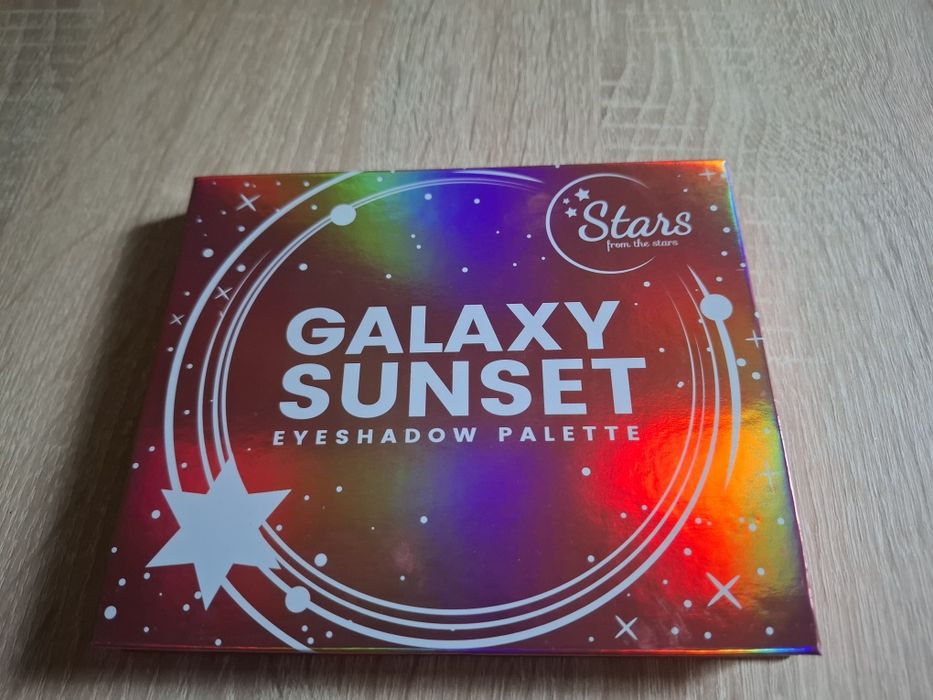 Stars
from the stars
GALAXY
SUNSET
EYESHADOW PALETTE